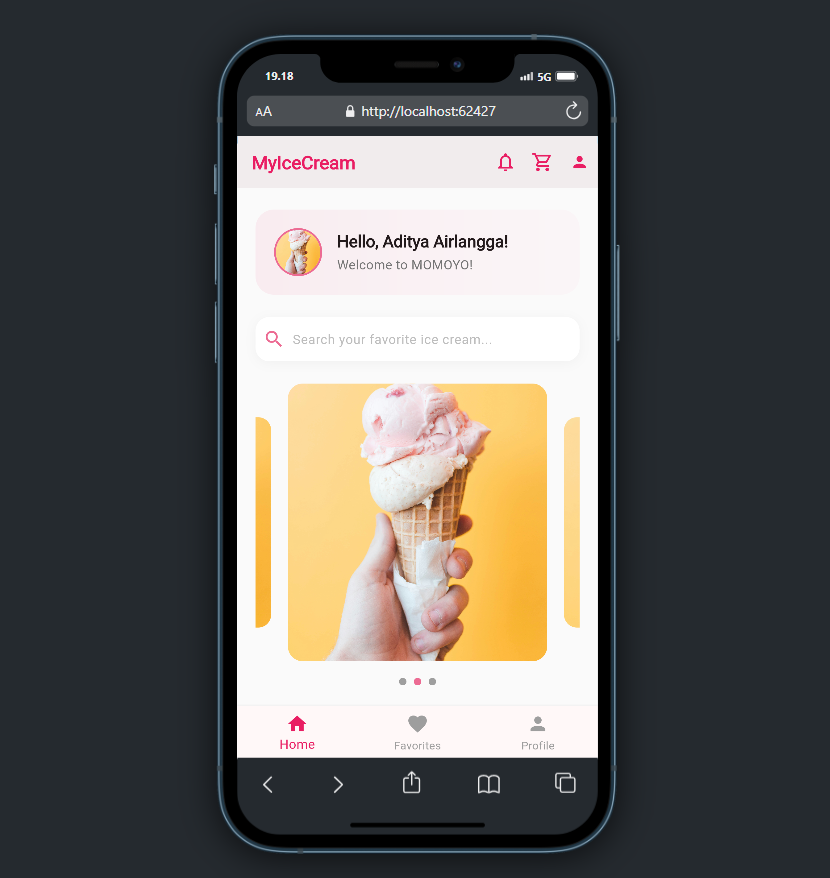 19.18
5G
AA
http://localhost:62427
MyIceCream
Hello, Aditya Airlangga!
Welcome to MOMOYO!
Search your favorite ice cream...
Home
Favorites
Profile